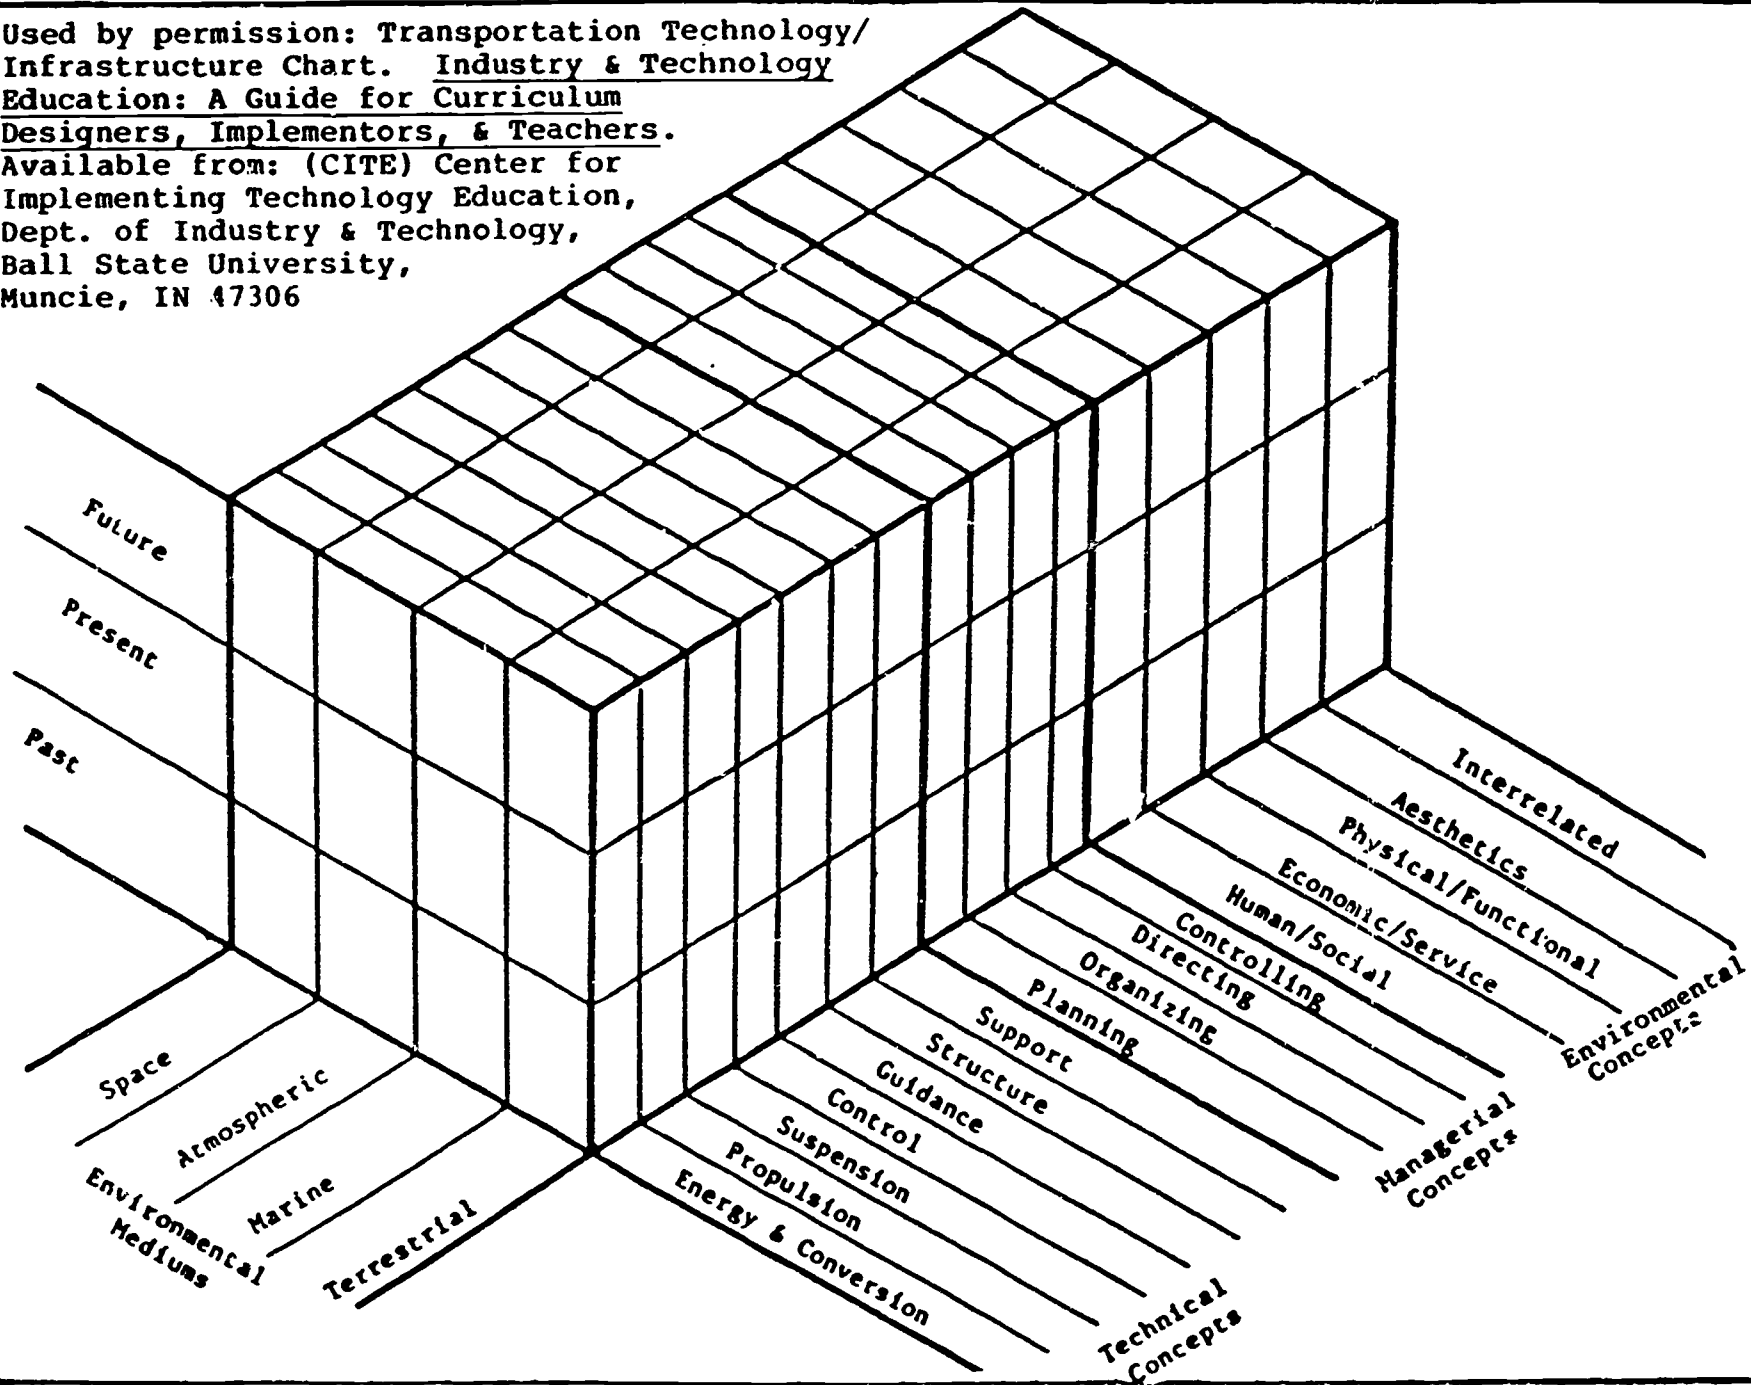 Used by permission: Transportation Technology/
Infrastructure Chart. Industry & Technology
Education: A Guide for Curriculum
Designers, Implementors, & Teachers.
Available from: (CITE) Center for
Implementing Technology Education,
Dept. of Industry & Technology,
Ball State University,
Muncie, IN 47306
Future
Present
Past
Space
Atmospheric
Marine
Terrestrial
Environmental
Mediums
Energy & Conversion
Propulsion
Suspension
Control
Guidance
Structure
Support
Technical
Concepts
Planning
Organizing
Directing
Controlling
Managerial
Concepts
Human/Social
Economic/Service
Physical/Functional
Aesthetics
Interrelated
Environmental
Concepts